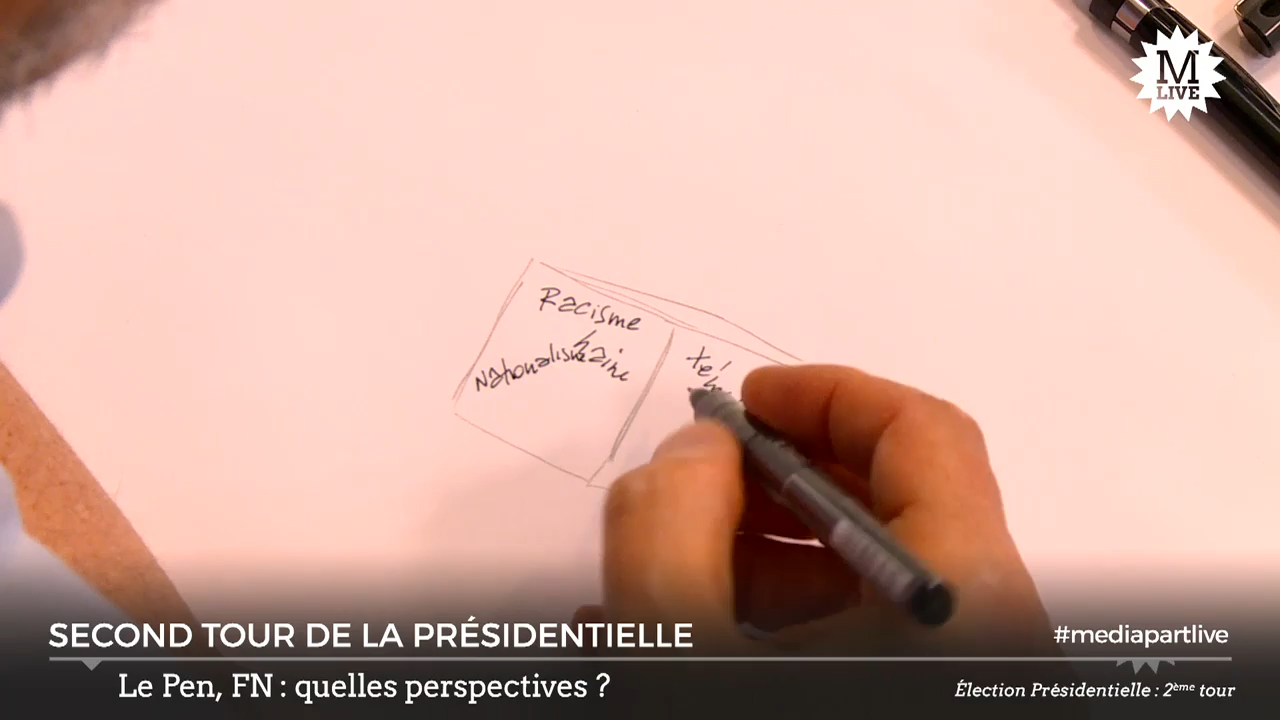 M
LIVE
Racisme
haine
Nationalisme
SECOND TOUR DE LA PRÉSIDENTIELLE
#mediapartlive
Le Pen, FN : quelles perspectives ?
Élection Présidentielle : 2ème tour